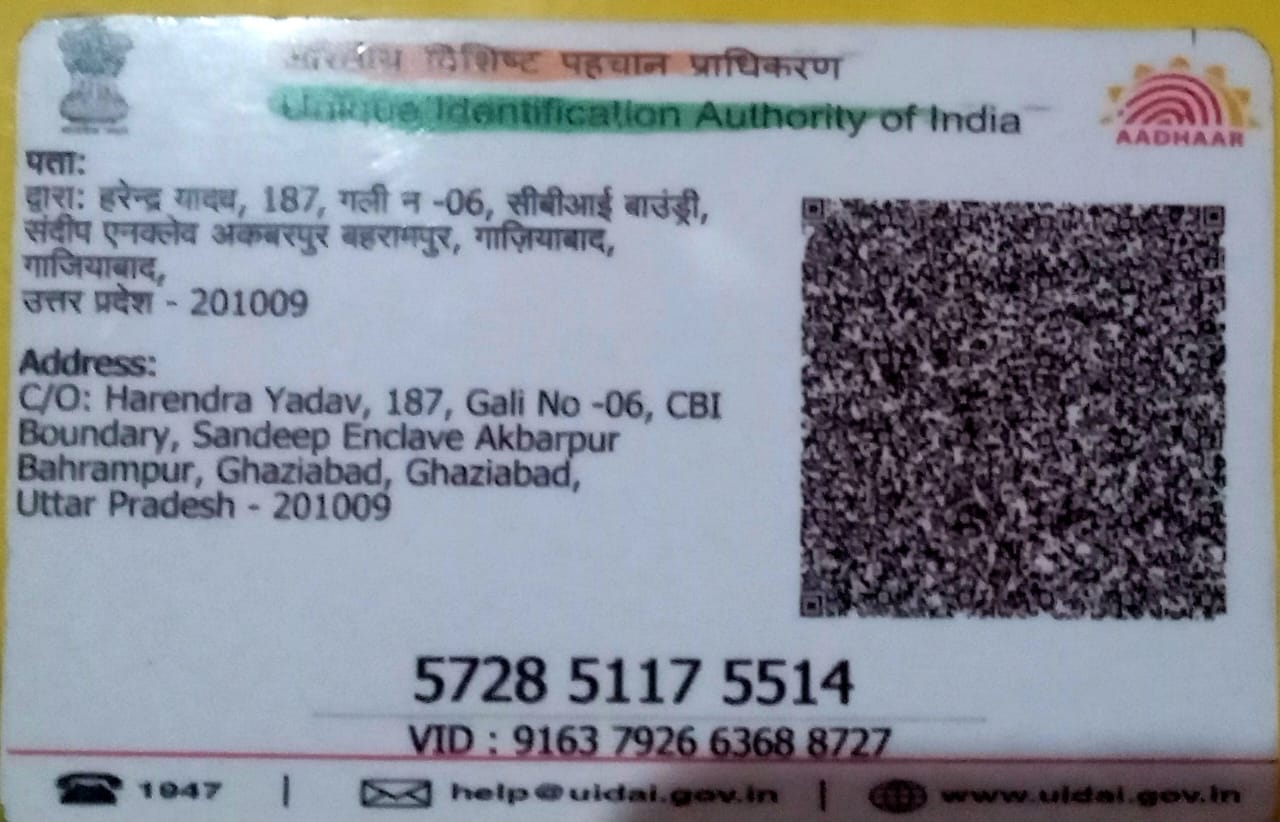 भारतीय विशिष्ट पहचान प्राधिकरण
Unique Identification Authority of India
AADHAAR
पता:
द्वारा: हरेन्द्र यादव, 187, गली न -06, सीबीआई बाउंड्री,
संदीप एनक्लेव अकबरपुर बहरामपुर, गाज़ियाबाद,
गाजियाबाद,
उत्तर प्रदेश - 201009
Address:
C/O: Harendra Yadav, 187, Gali No -06, CBI
Boundary, Sandeep Enclave Akbarpur
Bahrampur, Ghaziabad, Ghaziabad,
Uttar Pradesh - 201009
5728 5117 5514
VID : 9163 7926 6368 8727
1947 | help@uidai.gov.in | www.uidai.gov.in